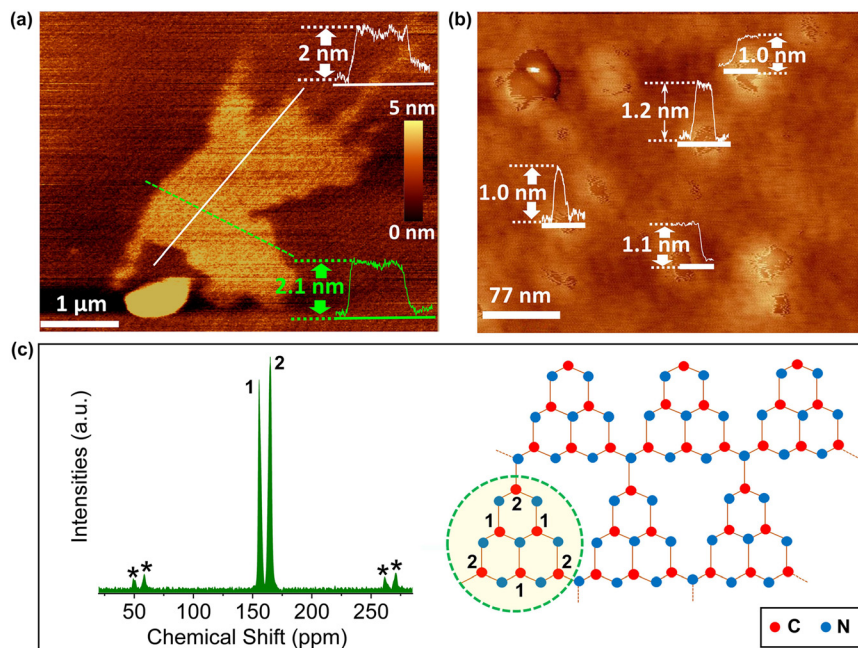 (a)
2 nm
5 nm
0 nm
2.1 nm
1 µm
(b)
1.0 nm
1.2 nm
1.0 nm
1.1 nm
77 nm
(c)
Intensities (a.u.)
1
2
* *
* *
50 100 150 200 250
Chemical Shift (ppm)
2
1 1
2 2
1
C N